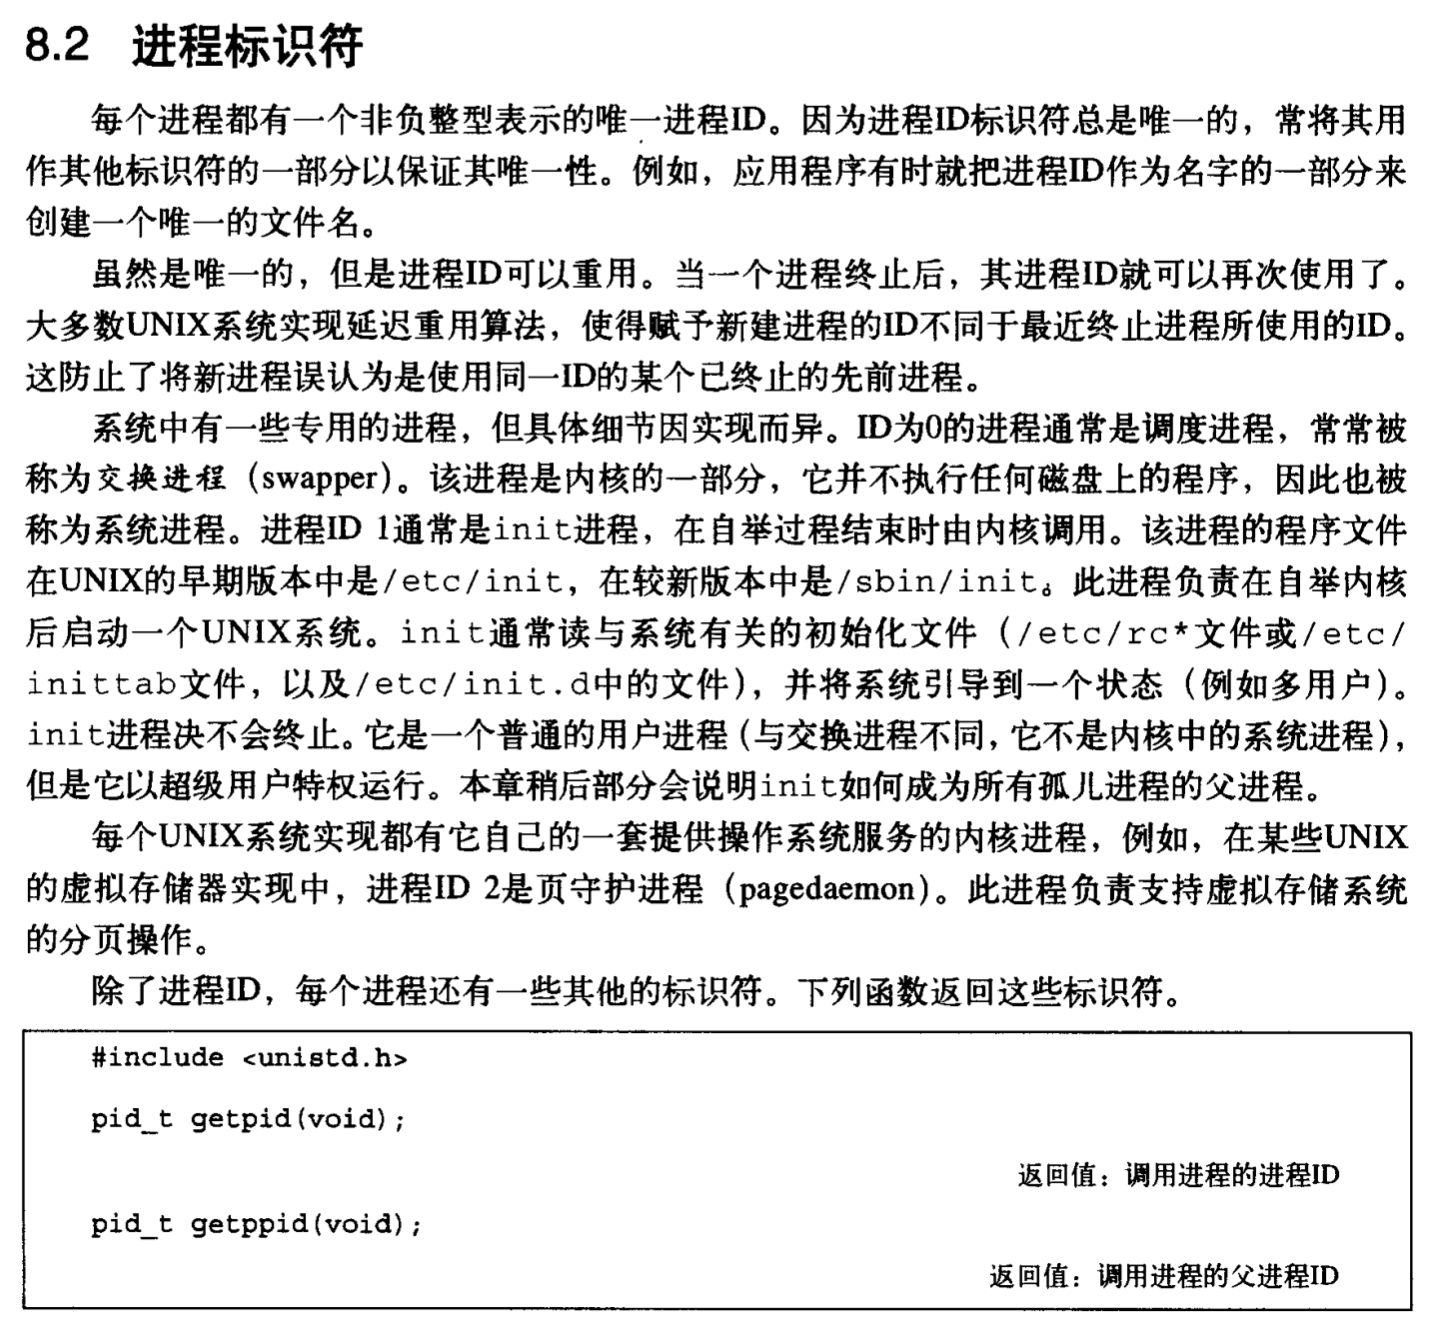 8.2 进程标识符
每个进程都有一个非负整型表示的唯一进程ID。因为进程ID标识符总是唯一的，常将其用
作其他标识符的一部分以保证其唯一性。例如，应用程序有时就把进程ID作为名字的一部分来
创建一个唯一的文件名。
虽然是唯一的，但是进程ID可以重用。当一个进程终止后，其进程ID就可以再次使用了。
大多数UNIX系统实现延迟重用算法，使得赋予新建进程的ID不同于最近终止进程所使用的ID。
这防止了将新进程误认为是使用同一ID的某个已终止的先前进程。
系统中有一些专用的进程，但具体细节因实现而异。ID为0的进程通常是调度进程，常常被
称为交换进程（swapper）。该进程是内核的一部分，它并不执行任何磁盘上的程序，因此也被
称为系统进程。进程ID 1通常是init进程，在自举过程结束时由内核调用。该进程的程序文件
在UNIX的早期版本中是/etc/init，在较新版本中是/sbin/init。此进程负责在自举内核
后启动一个UNIX系统。init通常读与系统有关的初始化文件（/etc/rc*文件或/etc/
inittab文件，以及/etc/init.d中的文件），并将系统引导到一个状态（例如多用户）。
init进程决不会终止。它是一个普通的用户进程（与交换进程不同，它不是内核中的系统进程），
但是它以超级用户特权运行。本章稍后部分会说明init如何成为所有孤儿进程的父进程。
每个UNIX系统实现都有它自己的一套提供操作系统服务的内核进程，例如，在某些UNIX
的虚拟存储器实现中，进程ID 2是页守护进程（pagedaemon）。此进程负责支持虚拟存储系统
的分页操作。
除了进程ID，每个进程还有一些其他的标识符。下列函数返回这些标识符。
#include <unistd.h>
pid_t getpid(void);
返回值：调用进程的进程ID
pid_t getppid(void);
返回值：调用进程的父进程ID